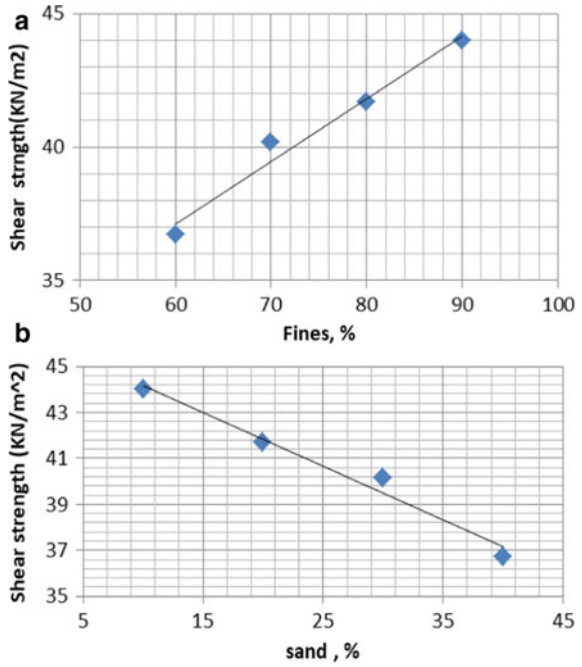 a
Shear strngth(KN/m2)
45
40
35
50 60 70 80 90 100
Fines, %
b
Shear strength (KN/m^2)
45
43
41
39
37
35
5 15 25 35 45
sand , %